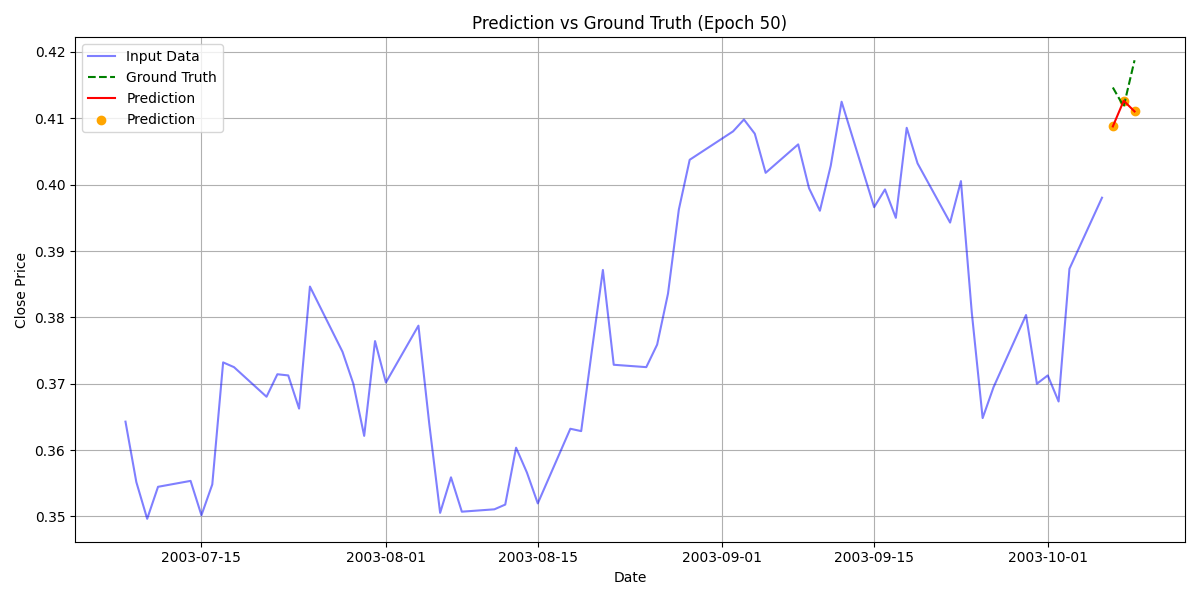 Prediction vs Ground Truth (Epoch 50)
Input Data
Ground Truth
Prediction
Prediction
Close Price
0.42
0.41
0.40
0.39
0.38
0.37
0.36
0.35
2003-07-15
2003-08-01
2003-08-15
2003-09-01
2003-09-15
2003-10-01
Date